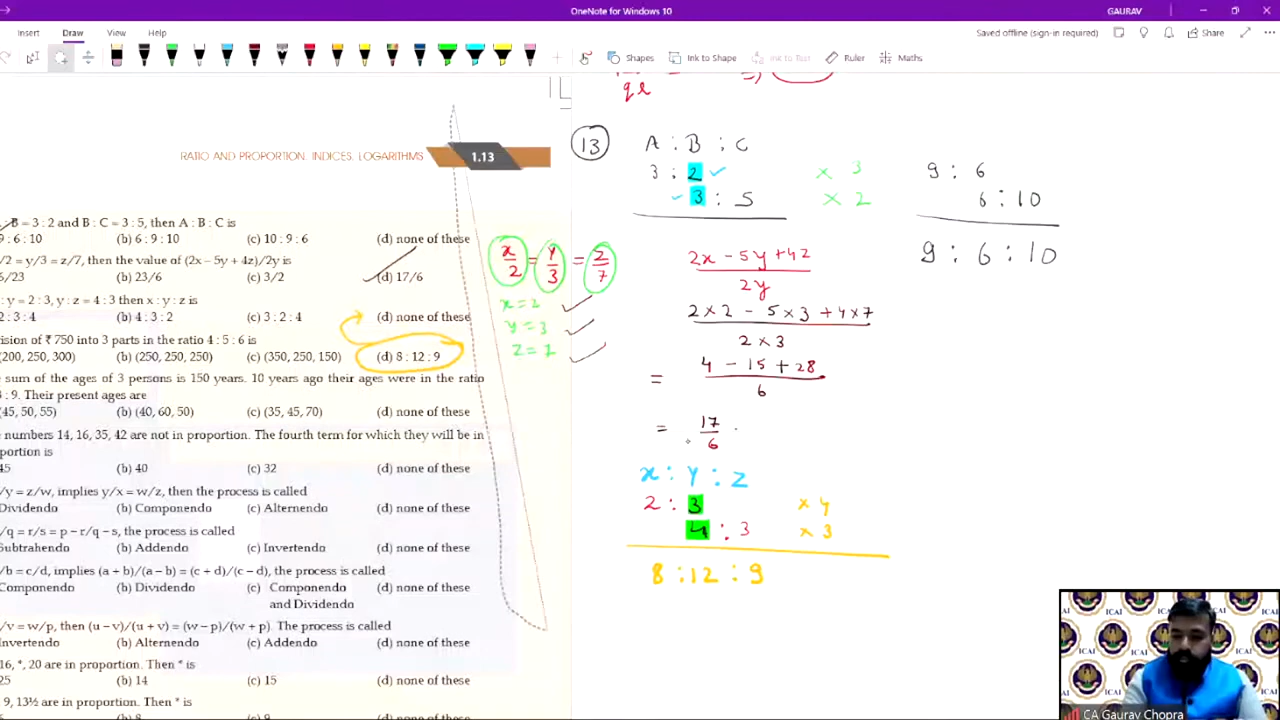 OneNote for Windows 10
GAURAV
Insert Draw View Help
Saved offline (sign in required) Share
Shapes Ink to Shape Ink to Text Ruler Maths
RATIO AND PROPORTION, INDICES, LOGARITHMS 1.13
: B = 3 : 2 and B : C = 3 : 5, then A : B : C is
9 : 6 : 10 (b) 6 : 9 : 10 (c) 10 : 9 : 6 (d) none of these
/2 = y/3 = z/7, then the value of (2x – 5y + 4z)/2y is
6/23 (b) 23/6 (c) 3/2 (d) 17/6
: y = 2 : 3, y : z = 4 : 3 then x : y : z is
2 : 3 : 4 (b) 4 : 3 : 2 (c) 3 : 2 : 4 (d) none of these
ision of ₹ 750 into 3 parts in the ratio 4 : 5 : 6 is
(200, 250, 300) (b) (250, 250, 250) (c) (350, 250, 150) (d) 8 : 12 : 9
e sum of the ages of 3 persons is 150 years. 10 years ago their ages were in the ratio
: 9. Their present ages are
(45, 50, 55) (b) (40, 60, 50) (c) (35, 45, 70) (d) none of these
e numbers 14, 16, 35, 42 are not in proportion. The fourth term for which they will be in
portion is
45 (b) 40 (c) 32 (d) none of these
/y = z/w, implies y/x = w/z, then the process is called
Dividendo (b) Componendo (c) Alternendo (d) none of these
/q = r/s = p – r/q – s, the process is called
Subtrahendo (b) Addendo (c) Invertendo (d) none of these
/b = c/d, implies (a + b)/(a – b) = (c + d)/(c – d), the process is called
Componendo (b) Dividendo (c) Componendo (d) none of these
and Dividendo
/v = w/p, then (u – v)/(u + v) = (w – p)/(w + p). The process is called
Invertendo (b) Alternendo (c) Addendo (d) none of these
16, *, 20 are in proportion. Then * is
25 (b) 14 (c) 15 (d) none of these
, 9, 13½ are in proportion. Then * is
x/2 = y/3 = z/7
x = 2
y = 3
z = 7
qr
13 A : B : C
3 : 2 × 3
3 : 5 × 2
9 : 6
6 : 10
9 : 6 : 10
2x - 5y + 4z
2y
2 × 2 - 5 × 3 + 4 × 7
2 × 3
= 4 - 15 + 28
6
= 17
6
x : y : z
2 : 3 × 4
4 : 3 × 3
8 : 12 : 9
ICAI ICAI
CA Gaurav Chopra